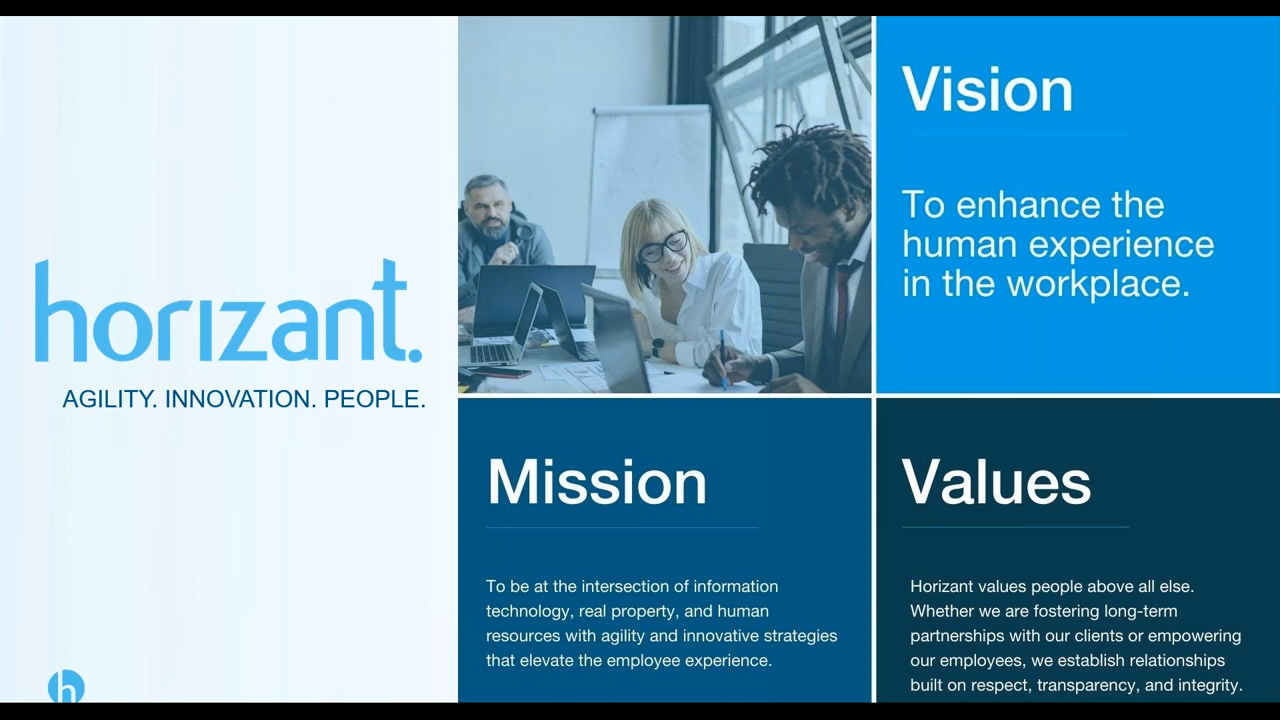 horizant.
AGILITY. INNOVATION. PEOPLE.
h
Vision
To enhance the
human experience
in the workplace.
Mission
To be at the intersection of information
technology, real property, and human
resources with agility and innovative strategies
that elevate the employee experience.
Values
Horizant values people above all else.
Whether we are fostering long-term
partnerships with our clients or empowering
our employees, we establish relationships
built on respect, transparency, and integrity.